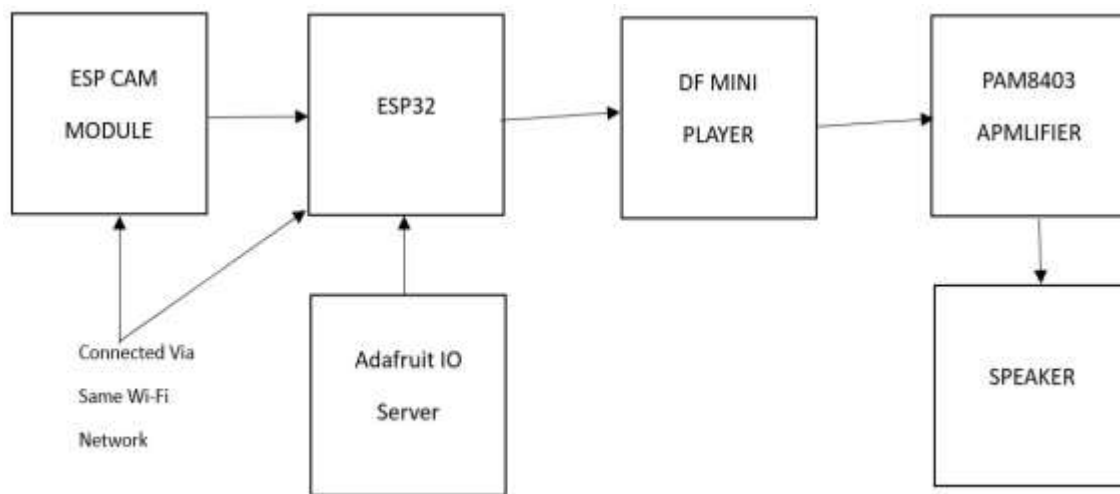 ESP CAM
MODULE
ESP32
DF MINI
PLAYER
PAM8403
APMLIFIER
Connected Via
Same Wi-Fi
Network
Adafruit IO
Server
SPEAKER